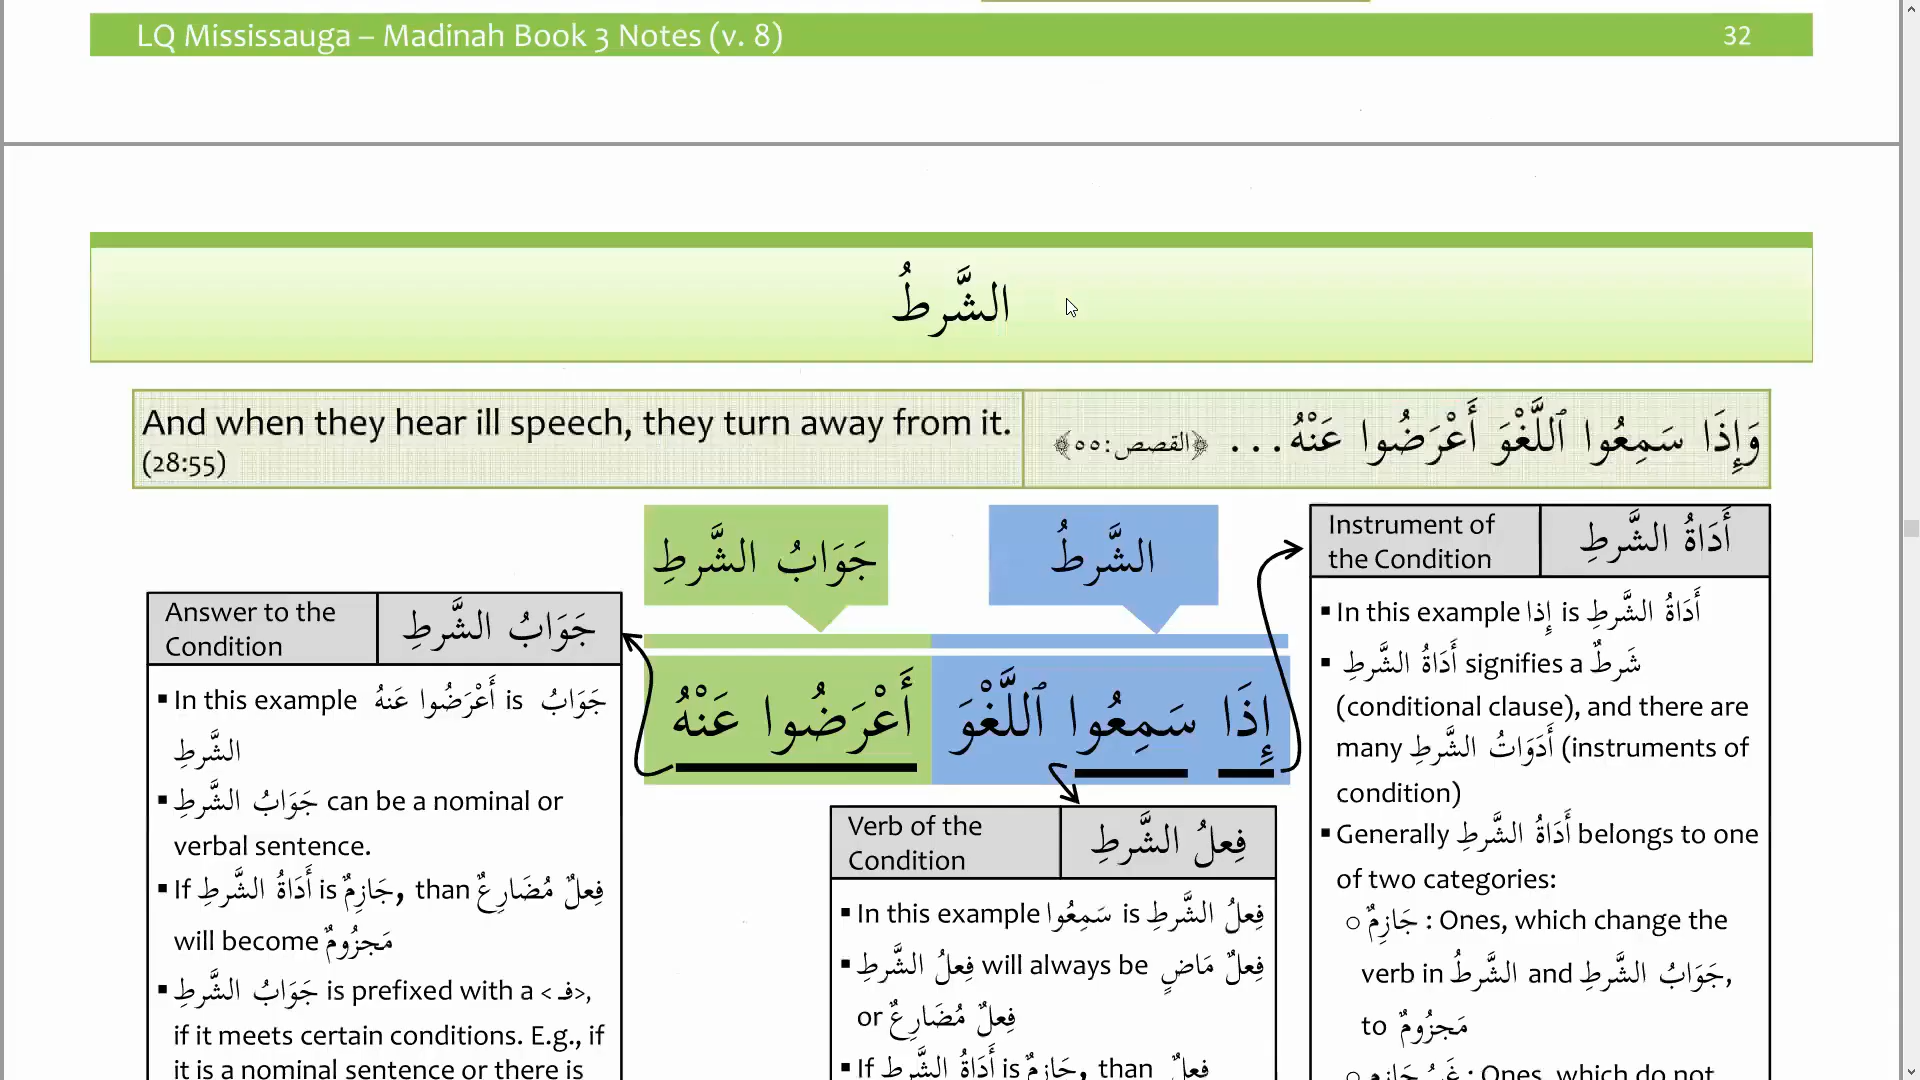 LQ Mississauga – Madinah Book 3 Notes (v. 8) 32
الشَّرطُ
And when they hear ill speech, they turn away from it.
(28:55)
وَإِذَا سَمِعُوا ٱللَّغْوَ أَعْرَضُوا عَنْهُ... ﴿القصص:٥٥﴾
جَوَابُ الشَّرطِ
الشَّرطُ
إِذَا سَمِعُوا ٱللَّغْوَ أَعْرَضُوا عَنْهُ
Instrument of
the Condition
أَدَاةُ الشَّرطِ
▪ In this example إِذا is أَدَاةُ الشَّرطِ
▪ أَدَاةُ الشَّرطِ signifies a شَرطٌ
(conditional clause), and there are
many أَدَوَاتُ الشَّرطِ (instruments of
condition)
▪ Generally أَدَاةُ الشَّرطِ belongs to one
of two categories:
○ جَازِمٌ : Ones, which change the
verb in الشَّرطُ and جَوَابُ الشَّرطِ,
to مَجزُومٌ
○ غَيرُ جَازِمٍ : Ones, which do not
Verb of the
Condition
فِعلُ الشَّرطِ
▪ In this example سَمِعُوا is فِعلُ الشَّرطِ
▪ فِعلُ الشَّرطِ will always be فِعلٌ مَاضٍ
or فِعلٌ مُضَارِعٌ
▪ If أَدَاةُ الشَّرطِ is جَازِمٌ, than فِعلٌ
Answer to the
Condition
جَوَابُ الشَّرطِ
▪ In this example أَعْرَضُوا عَنهُ is جَوَابُ
الشَّرطِ
▪ جَوَابُ الشَّرطِ can be a nominal or
verbal sentence.
▪ If أَدَاةُ الشَّرطِ is جَازِمٌ, than فِعلٌ مُضَارِعٌ
will become مَجزُومٌ
▪ جَوَابُ الشَّرطِ is prefixed with a <فـ>,
if it meets certain conditions. E.g., if
it is a nominal sentence or there is